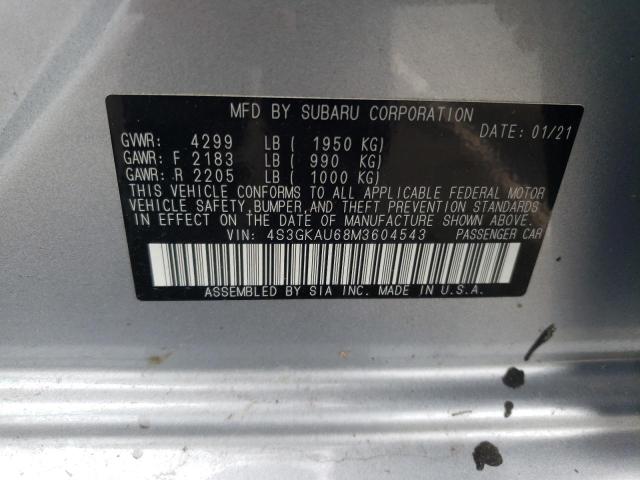 MFD BY SUBARU CORPORATION
GVWR: 4299 LB ( 1950 KG) DATE: 01/21
GAWR: F 2183 LB ( 990 KG)
GAWR: R 2205 LB ( 1000 KG)
THIS VEHICLE CONFORMS TO ALL APPLICABLE FEDERAL MOTOR
VEHICLE SAFETY, BUMPER, AND THEFT PREVENTION STANDARDS
IN EFFECT ON THE DATE OF MANUFACTURE SHOWN ABOVE.
VIN: 4S3GKAU68M3604543 PASSENGER CAR
ASSEMBLED BY SIA INC. MADE IN U.S.A.